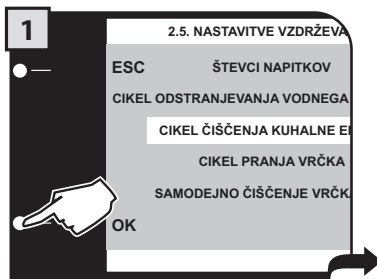 1
2.5. NASTAVITVE VZDRŽEVA
ESC ŠTEVCI NAPITKOV
CIKEL ODSTRANJEVANJA VODNEGA
CIKEL ČIŠČENJA KUHALNE
CIKEL PRANJA VRČKA
SAMODEJNO ČIŠČENJE VRČK
OK